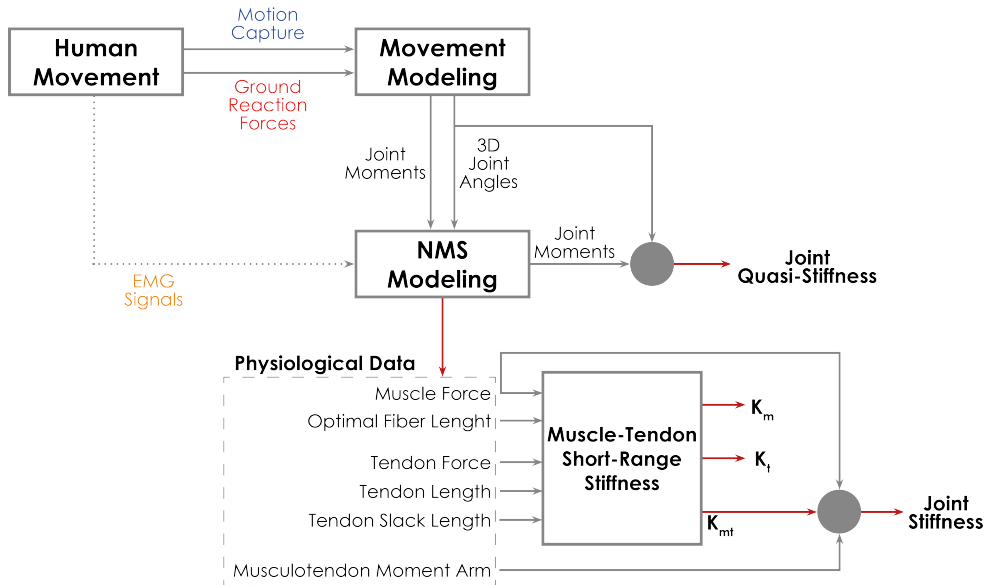 Human
Movement
Motion
Capture
Ground
Reaction
Forces
Movement
Modeling
Joint
Moments
3D
Joint
Angles
EMG
Signals
NMS
Modeling
Joint
Moments
Joint
Quasi-Stiffness
Physiological Data
Muscle Force
Optimal Fiber Lenght
Tendon Force
Tendon Length
Tendon Slack Length
Musculotendon Moment Arm
Muscle-Tendon
Short-Range
Stiffness
Km
Kt
Kmt
Joint
Stiffness